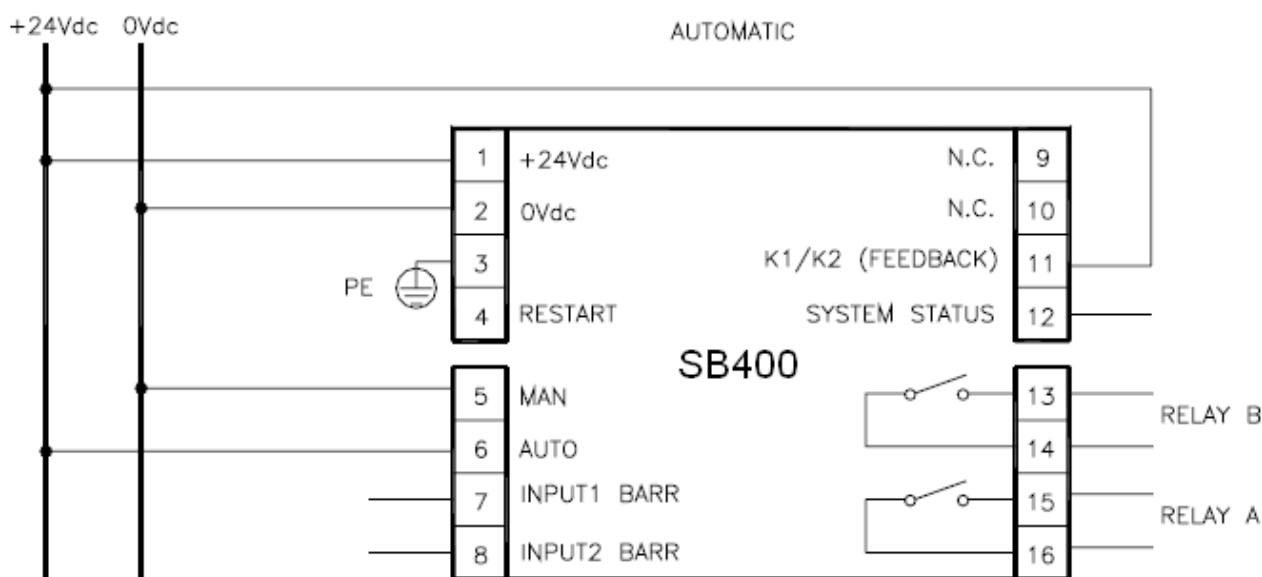 +24Vdc 0Vdc
AUTOMATIC
1 +24Vdc N.C. 9
2 0Vdc N.C. 10
PE 3 K1/K2 (FEEDBACK) 11
4 RESTART SYSTEM STATUS 12
SB400
5 MAN 13
RELAY B
6 AUTO 14
7 INPUT1 BARR 15
RELAY A
8 INPUT2 BARR 16